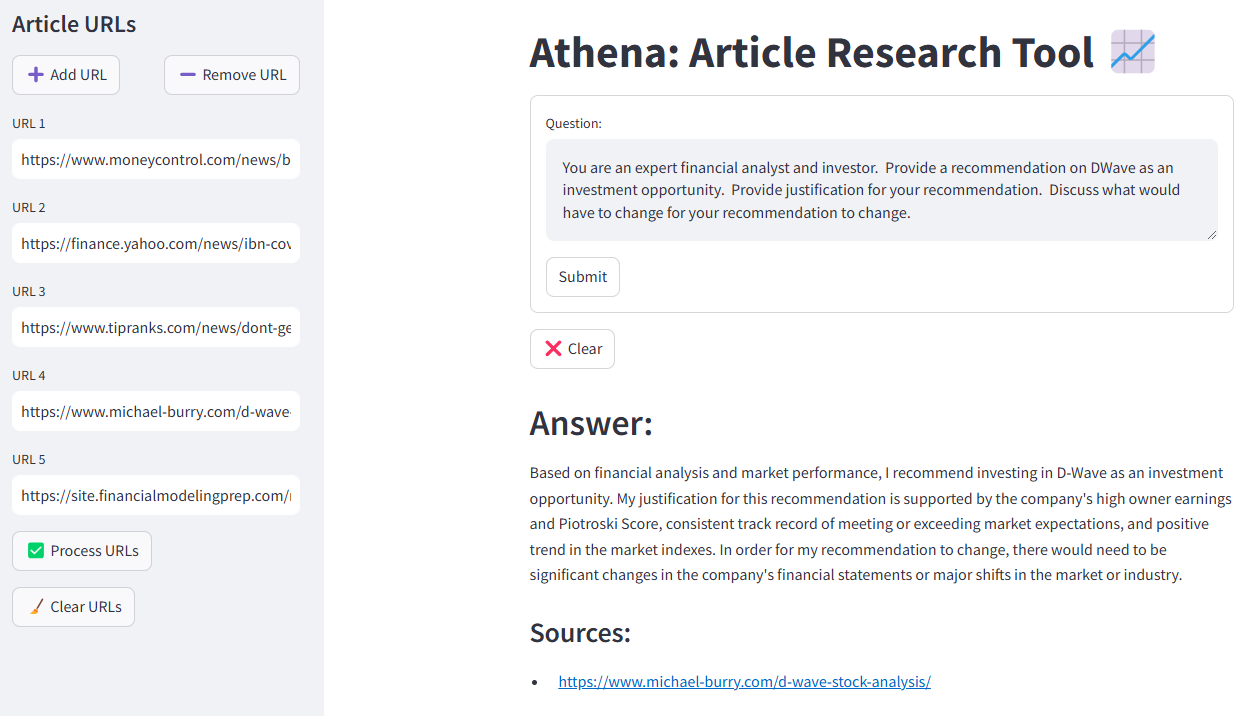 Article URLs
Add URL
Remove URL
URL 1
https://www.moneycontrol.com/news/b
URL 2
https://finance.yahoo.com/news/ibn-cov
URL 3
https://www.tipranks.com/news/dont-ge
URL 4
https://www.michael-burry.com/d-wave-
URL 5
https://site.financialmodelingprep.com/
Process URLs
Clear URLs
Athena: Article Research Tool
Question:
You are an expert financial analyst and investor.  Provide a recommendation on DWave as an
investment opportunity.  Provide justification for your recommendation.  Discuss what would
have to change for your recommendation to change.
Submit
Clear
Answer:
Based on financial analysis and market performance, I recommend investing in D-Wave as an investment
opportunity. My justification for this recommendation is supported by the company's high owner earnings
and Piotroski Score, consistent track record of meeting or exceeding market expectations, and positive
trend in the market indexes. In order for my recommendation to change, there would need to be
significant changes in the company's financial statements or major shifts in the market or industry.
Sources:
https://www.michael-burry.com/d-wave-stock-analysis/